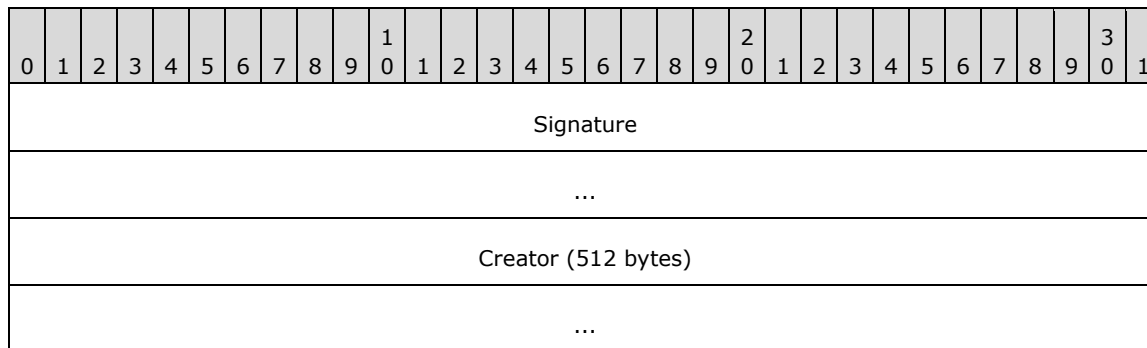 1 2 3
0 1 2 3 4 5 6 7 8 9 0 1 2 3 4 5 6 7 8 9 0 1 2 3 4 5 6 7 8 9 0 1
Signature
...
Creator (512 bytes)
...